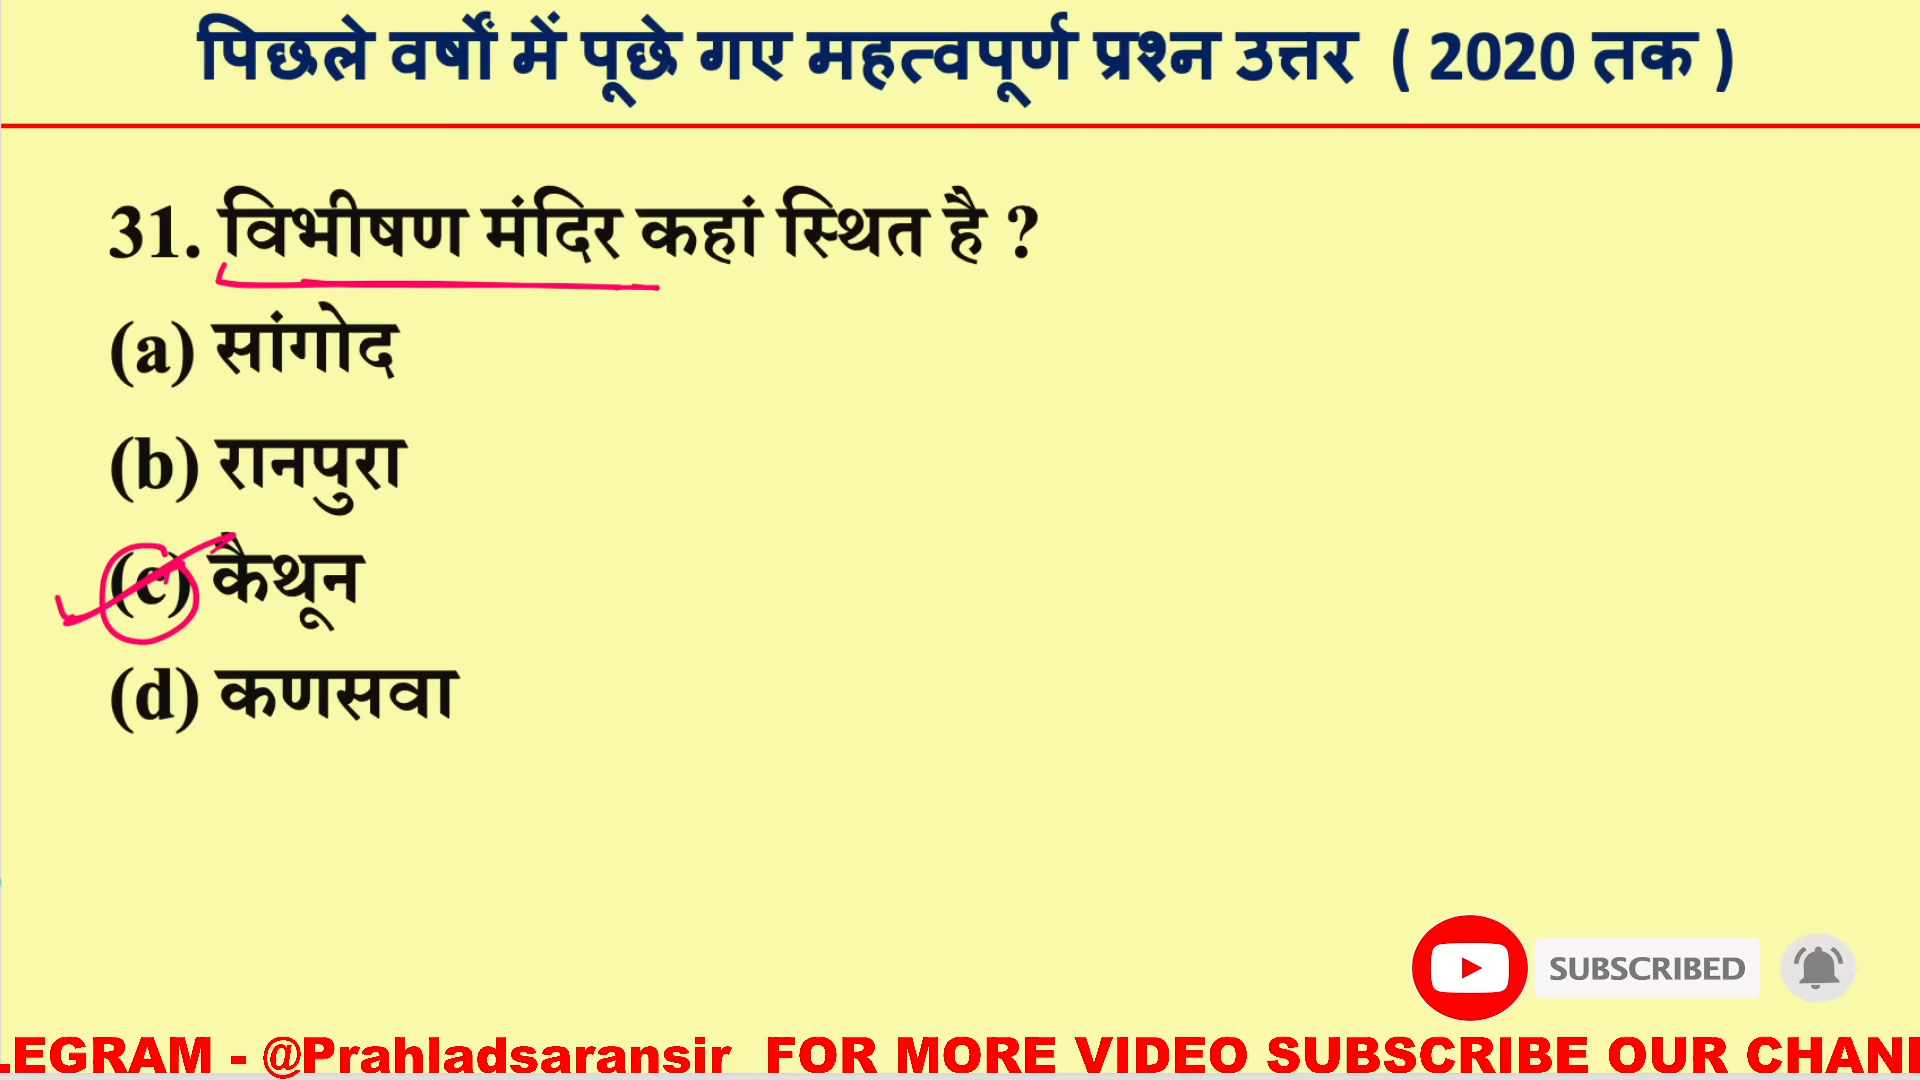 पिछले वर्षों में पूछे गए महत्वपूर्ण प्रश्न उत्तर ( 2020 तक )
31. विभीषण मंदिर कहां स्थित है ?
(a) सांगोद
(b) रानपुरा
(c) कैथून
(d) कणसवा
SUBSCRIBED
LEGRAM - @Prahladsaransir FOR MORE VIDEO SUBSCRIBE OUR CHAN